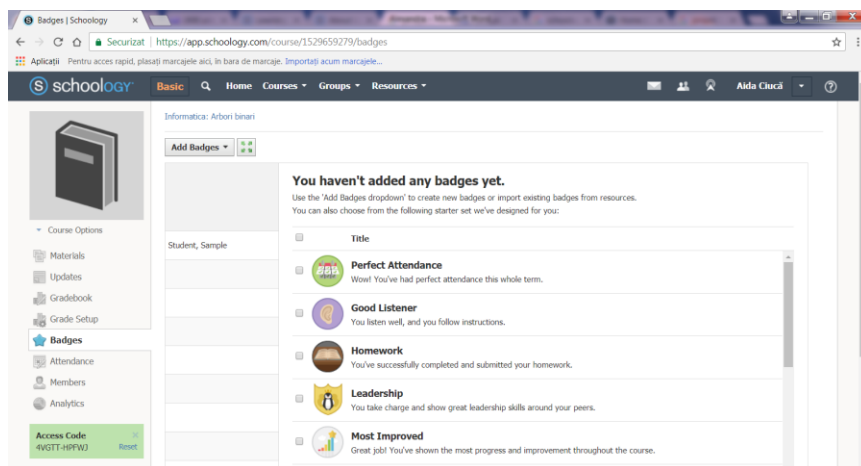 Badges | Schoology
Securizat https://app.schoology.com/course/1529659279/badges
Aplicații Pentru acces rapid, plasați marcajele aici, în bara de marcaje. Importați acum marcajele...
S schoology Basic Home Courses Groups Resources Aida Ciucă
Informatica: Arbori binari
Add Badges
You haven't added any badges yet.
Use the 'Add Badges dropdown' to create new badges or import existing badges from resources.
You can also choose from the following starter set we've designed for you:
Course Options
Materials
Updates
Gradebook
Grade Setup
Badges
Attendance
Members
Analytics
Access Code
4VGTT-HPFWJ Reset
Student, Sample
Title
Perfect Attendance
Wow! You've had perfect attendance this whole term.
Good Listener
You listen well, and you follow instructions.
Homework
You've successfully completed and submitted your homework.
Leadership
You take charge and show great leadership skills around your peers.
Most Improved
Great job! You've shown the most progress and improvement throughout the course.